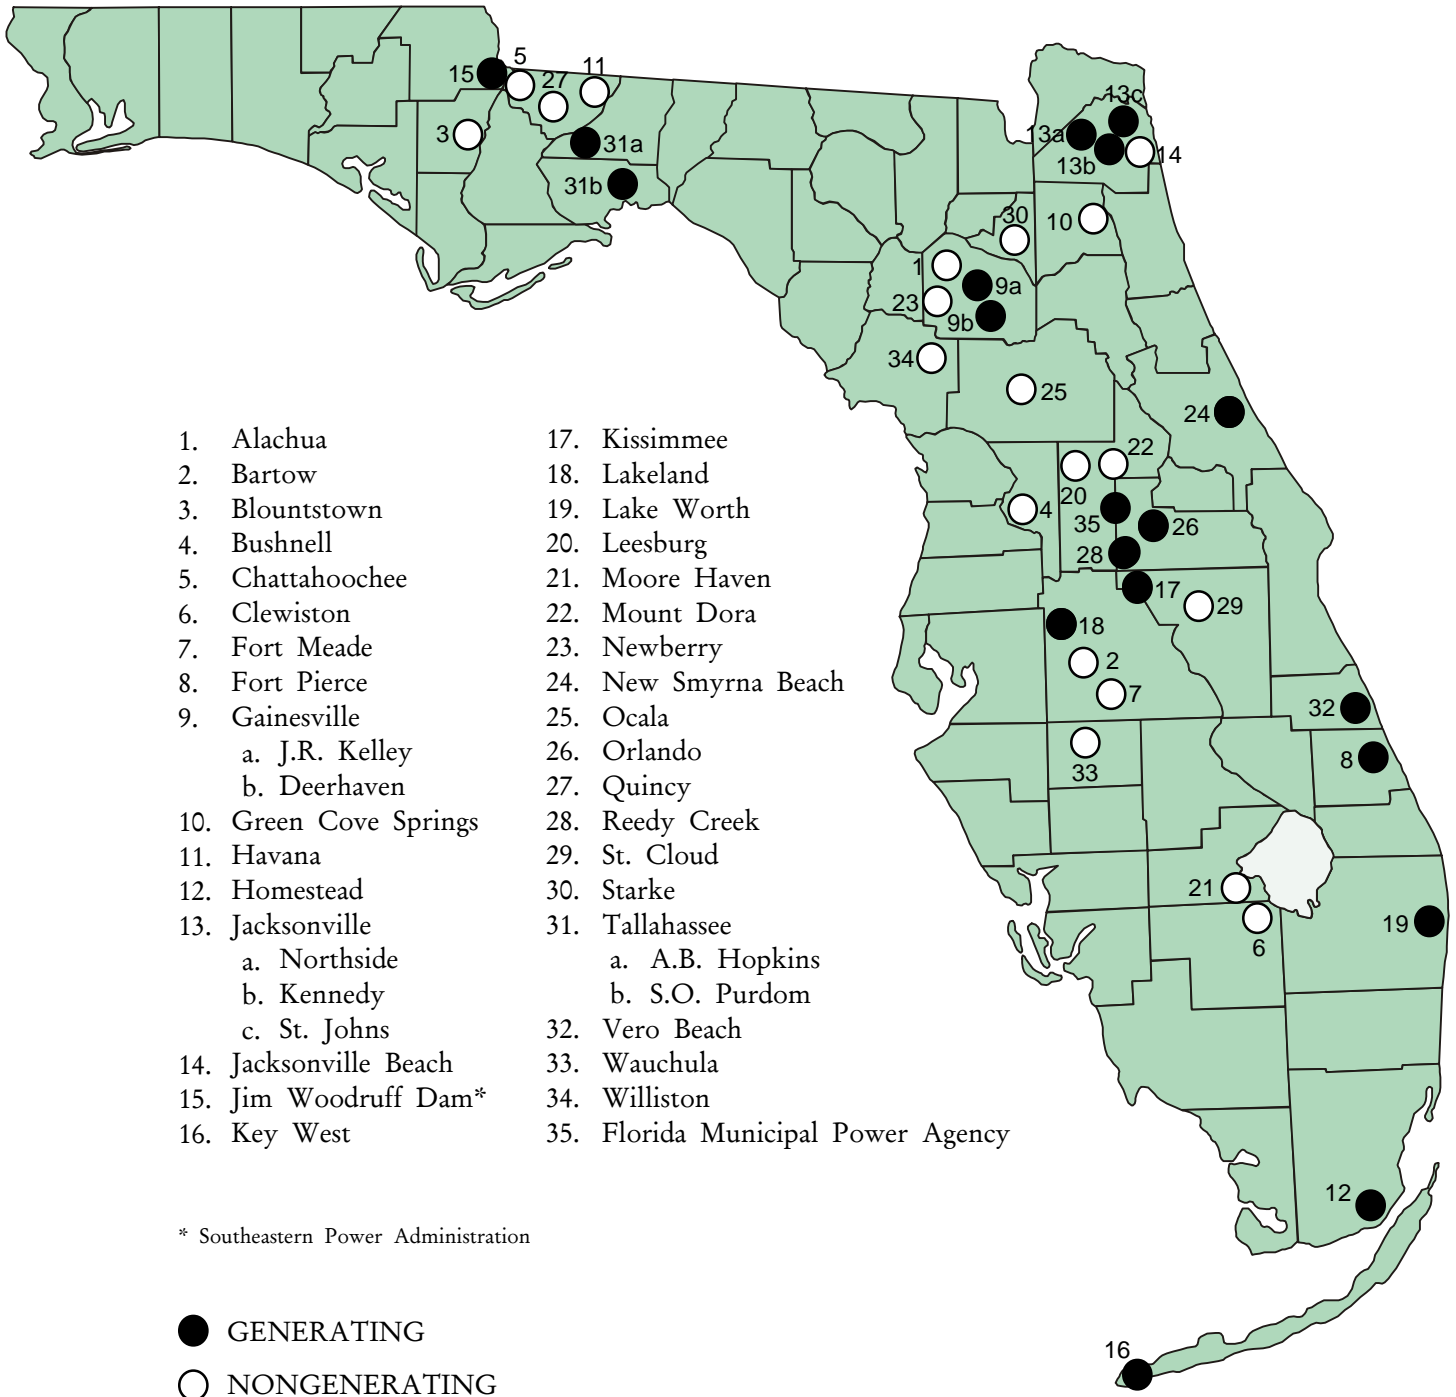 5
11
15
27
3
31a
31b
13c
13a
13b
14
30
10
1
9a
23
9b
34
25
24
22
20
4
35
26
28
17
29
18
2
7
32
33
8
21
19
6
12
16
1. Alachua
2. Bartow
3. Blountstown
4. Bushnell
5. Chattahoochee
6. Clewiston
7. Fort Meade
8. Fort Pierce
9. Gainesville
a. J.R. Kelley
b. Deerhaven
10. Green Cove Springs
11. Havana
12. Homestead
13. Jacksonville
a. Northside
b. Kennedy
c. St. Johns
14. Jacksonville Beach
15. Jim Woodruff Dam*
16. Key West
17. Kissimmee
18. Lakeland
19. Lake Worth
20. Leesburg
21. Moore Haven
22. Mount Dora
23. Newberry
24. New Smyrna Beach
25. Ocala
26. Orlando
27. Quincy
28. Reedy Creek
29. St. Cloud
30. Starke
31. Tallahassee
a. A.B. Hopkins
b. S.O. Purdom
32. Vero Beach
33. Wauchula
34. Williston
35. Florida Municipal Power Agency
* Southeastern Power Administration
GENERATING
NONGENERATING